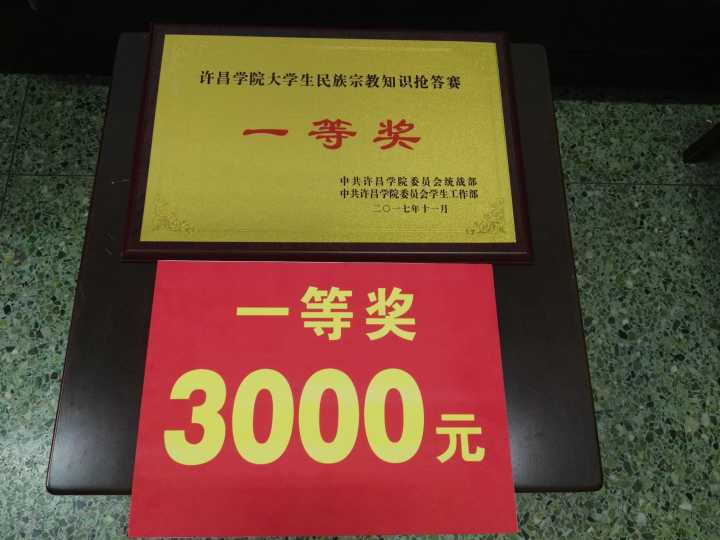 许昌学院大学生民族宗教知识抢答赛
一等奖
中共许昌学院委员会统战部
中共许昌学院委员会学生工作部
二〇一七年十一月
一等奖
3000元